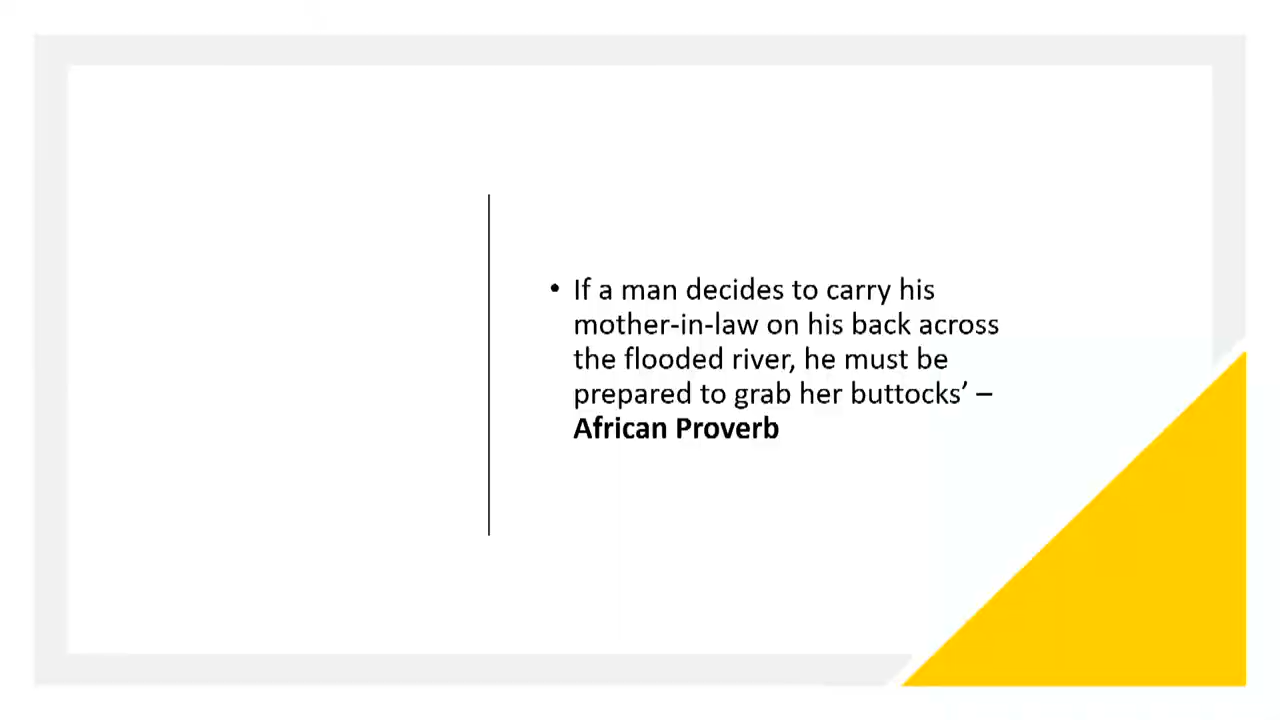 • If a man decides to carry his
mother-in-law on his back across
the flooded river, he must be
prepared to grab her buttocks’ –
African Proverb